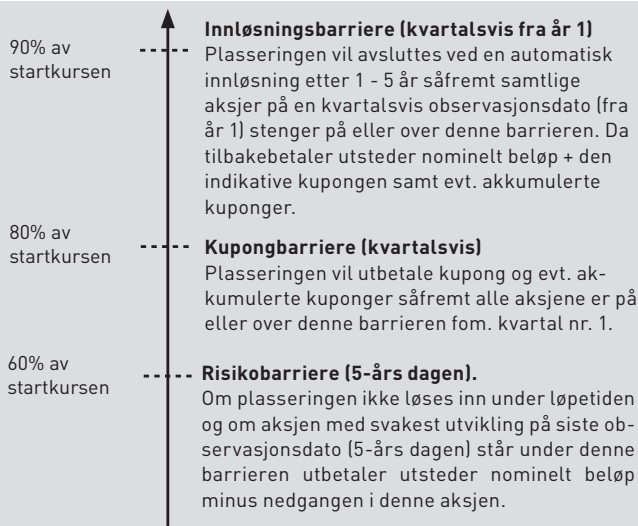 90% av
startkursen
Innløsningsbarriere (kvartalsvis fra år 1)
Plasseringen vil avsluttes ved en automatisk
innløsning etter 1 - 5 år såfremt samtlige
aksjer på en kvartalsvis observasjonsdato (fra
år 1) stenger på eller over denne barrieren. Da
tilbakebetaler utsteder nominelt beløp + den
indikative kupongen samt evt. akkumulerte
kuponger.
80% av
startkursen
Kupongbarriere (kvartalsvis)
Plasseringen vil utbetale kupong og evt. ak-
kumulerte kuponger såfremt alle aksjene er på
eller over denne barrieren fom. kvartal nr. 1.
60% av
startkursen
Risikobarriere (5-års dagen).
Om plasseringen ikke løses inn under løpetiden
og om aksjen med svakest utvikling på siste ob-
servasjonsdato (5-års dagen) står under denne
barrieren utbetaler utsteder nominelt beløp
minus nedgangen i denne aksjen.